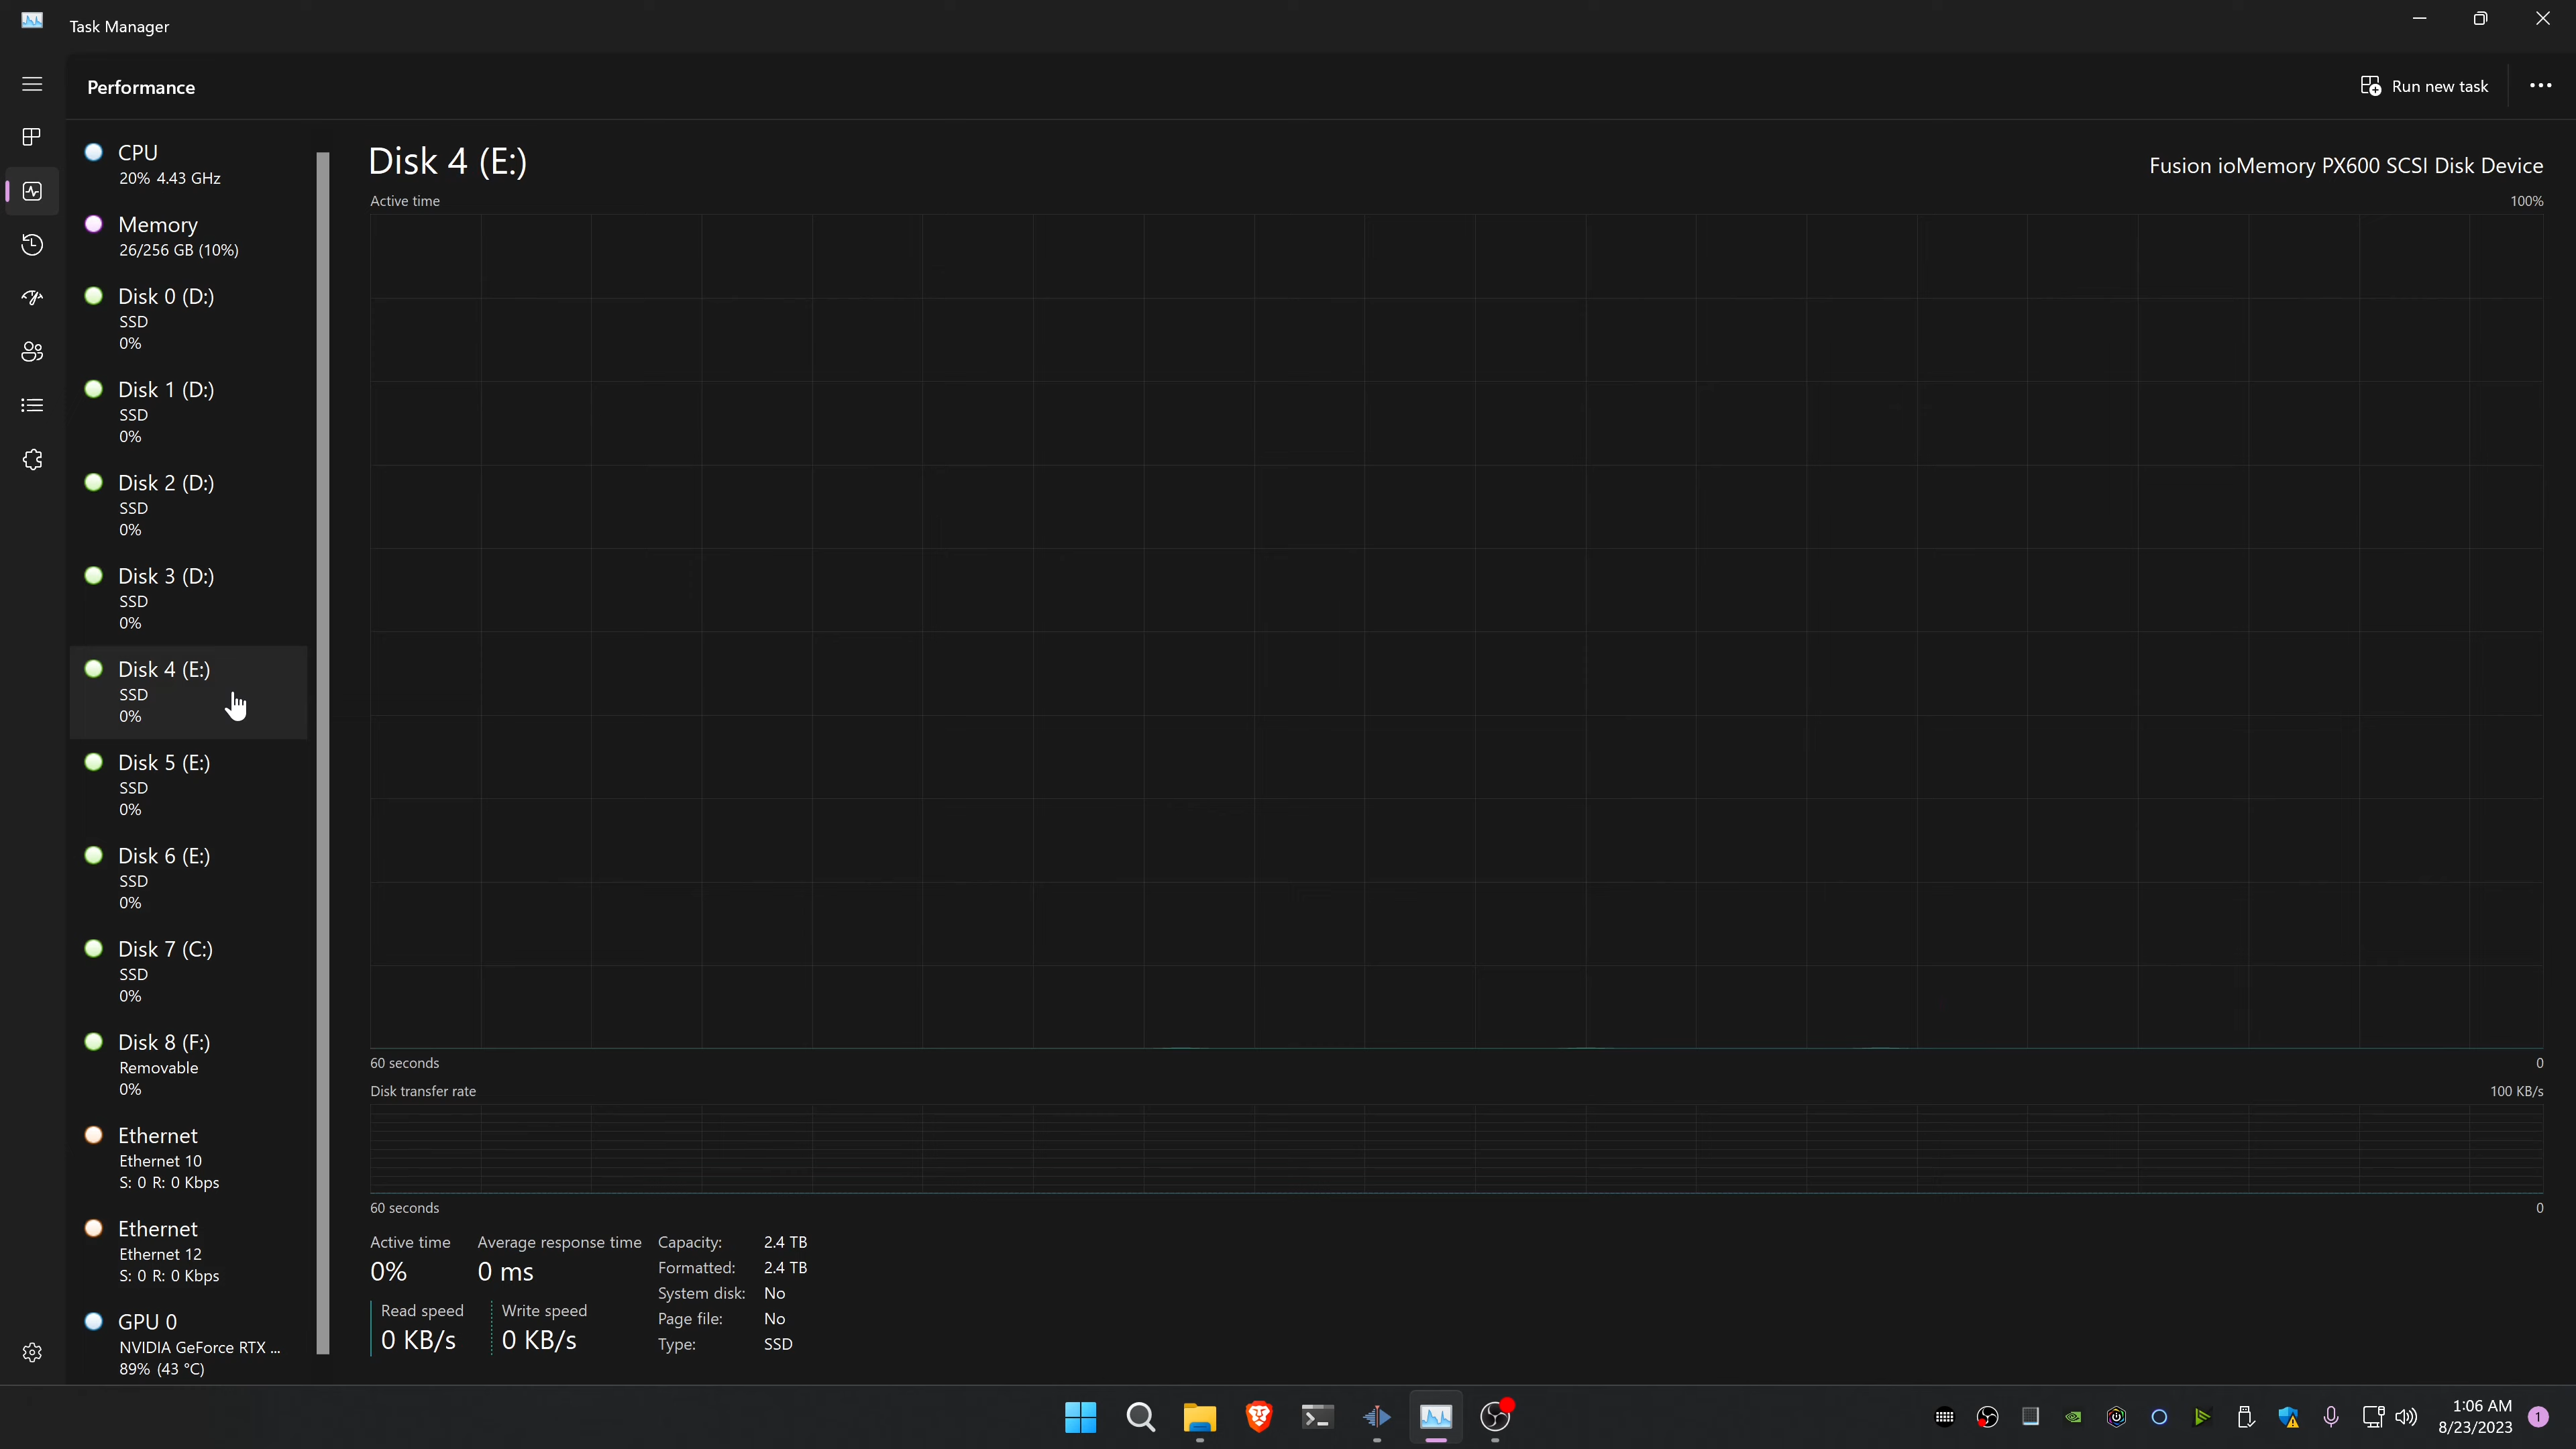 Task Manager
Performance
Run new task
CPU
20% 4.43 GHz
Memory
26/256 GB (10%)
Disk 0 (D:)
SSD
0%
Disk 1 (D:)
SSD
0%
Disk 2 (D:)
SSD
0%
Disk 3 (D:)
SSD
0%
Disk 4 (E:)
SSD
0%
Disk 5 (E:)
SSD
0%
Disk 6 (E:)
SSD
0%
Disk 7 (C:)
SSD
0%
Disk 8 (F:)
Removable
0%
Ethernet
Ethernet 10
S: 0 R: 0 Kbps
Ethernet
Ethernet 12
S: 0 R: 0 Kbps
GPU 0
NVIDIA GeForce RTX ...
89% (43 °C)
Disk 4 (E:)
Fusion ioMemory PX600 SCSI Disk Device
Active time 100%
60 seconds 0
Disk transfer rate 100 KB/s
60 seconds 0
Active time
0%
Average response time
0 ms
Read speed
0 KB/s
Write speed
0 KB/s
Capacity: 2.4 TB
Formatted: 2.4 TB
System disk: No
Page file: No
Type: SSD
1:06 AM
8/23/2023
1